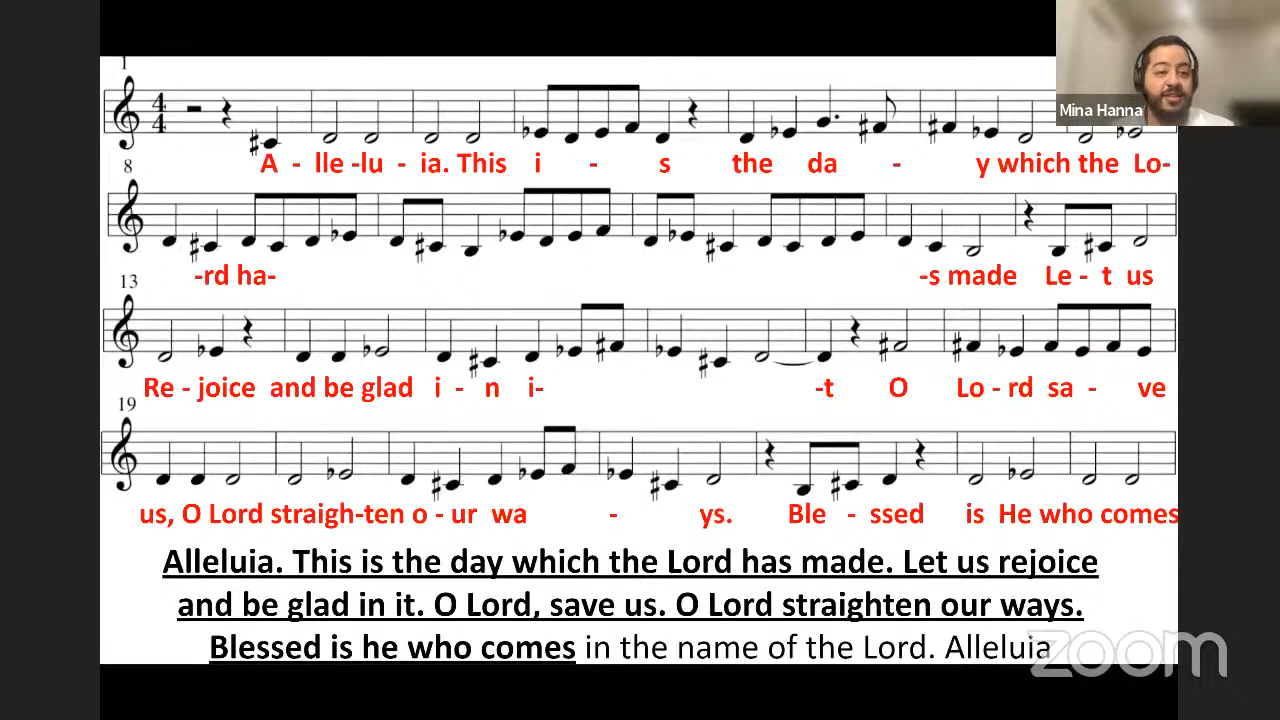 Mina Hanna
1
4
4
A - lle -lu - ia. This i - s the da - y which the Lo-
8
-rd ha- -s made Le - t us
13
Re - joice and be glad i - n i- -t O Lo - rd sa - ve
19
us, O Lord straigh-ten o - ur wa - ys. Ble - ssed is He who comes
Alleluia. This is the day which the Lord has made. Let us rejoice
and be glad in it. O Lord, save us. O Lord straighten our ways.
Blessed is he who comes in the name of the Lord. Alleluia
zoom